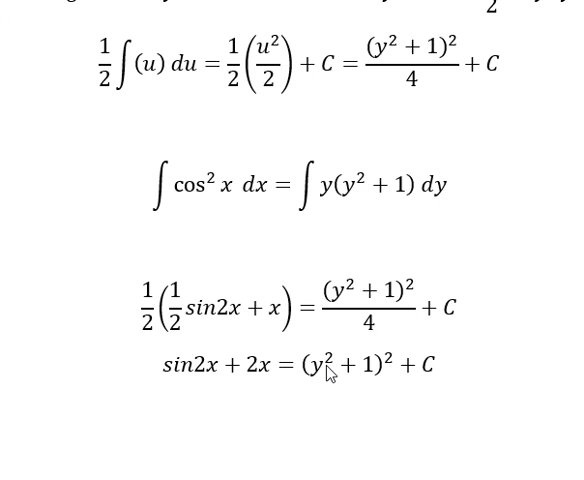 2
1/2 ∫(u) du = 1/2 (u²/2) + C = (y² + 1)²/4 + C
∫ cos² x dx = ∫ y(y² + 1) dy
1/2 (1/2 sin2x + x) = (y² + 1)²/4 + C
sin2x + 2x = (y² + 1)² + C